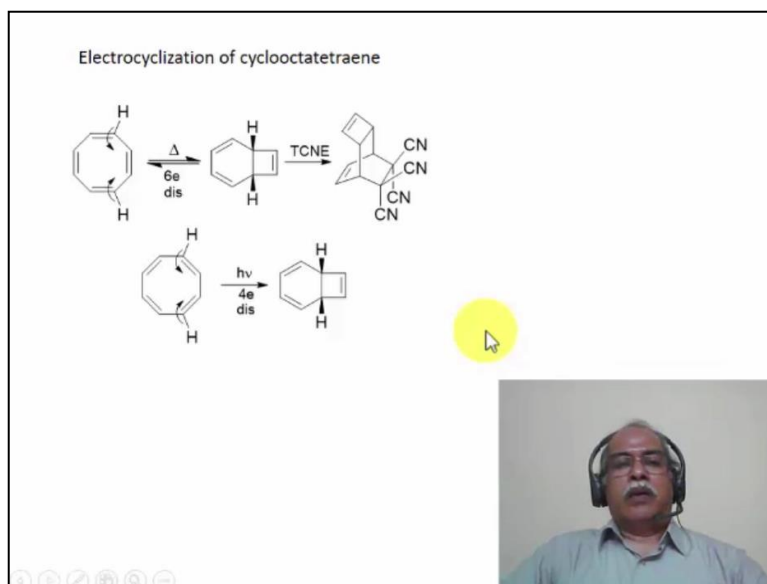 Electrocyclization of cyclooctatetraene
H
H
Δ
6e
dis
H
H
TCNE
CN
CN
CN
CN
H
H
hν
4e
dis
H
H